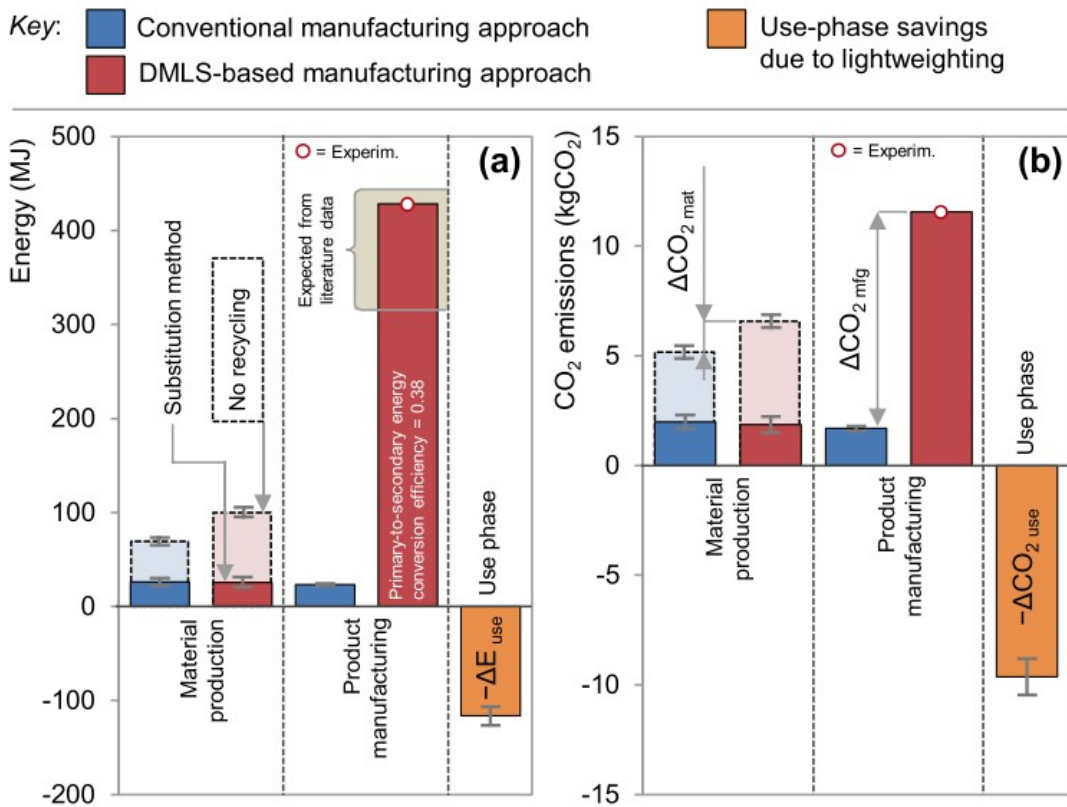 Key:
Conventional manufacturing approach
DMLS-based manufacturing approach
Use-phase savings
due to lightweighting
(a)
Energy (MJ)
500
400
300
200
100
0
-100
-200
= Experim.
Substitution method
No recycling
Expected from
literature data
Primary-to-secondary energy
conversion efficiency = 0.38
Use phase
Material
production
Product
manufacturing
−ΔE use
(b)
CO₂ emissions (kgCO₂)
15
10
5
0
-5
-10
-15
= Experim.
ΔCO₂ mat
ΔCO₂ mfg
Use phase
Material
production
Product
manufacturing
−ΔCO₂ use